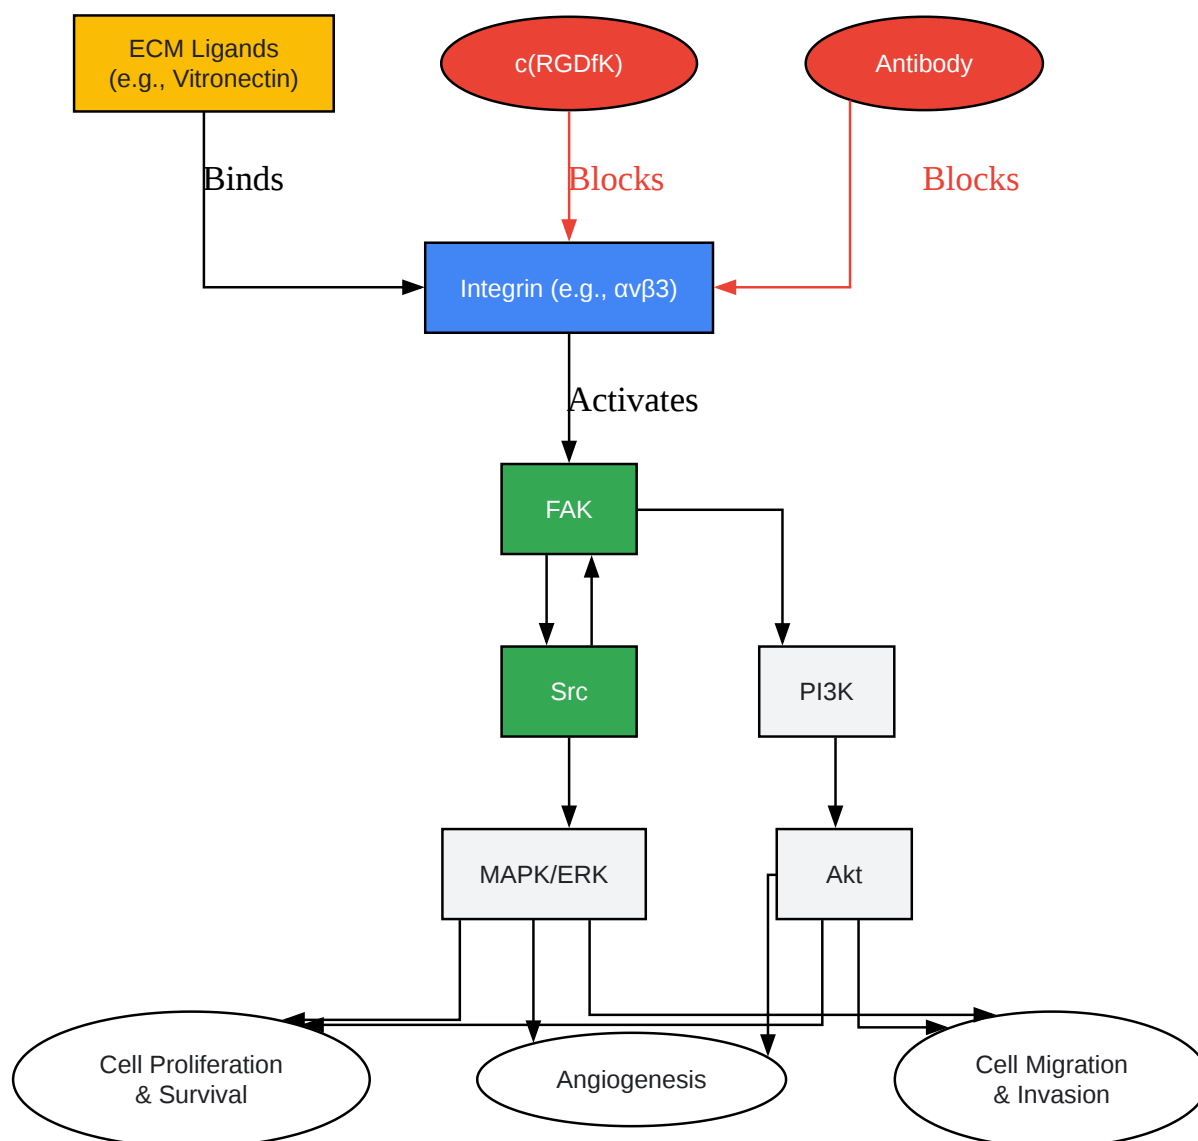 ECM Ligands
(e.g., Vitronectin)
c(RGDfK)
Antibody
Binds
Blocks
Blocks
Integrin (e.g., αvβ3)
Activates
FAK
Src
PI3K
MAPK/ERK
Akt
Cell Proliferation
& Survival
Angiogenesis
Cell Migration
& Invasion